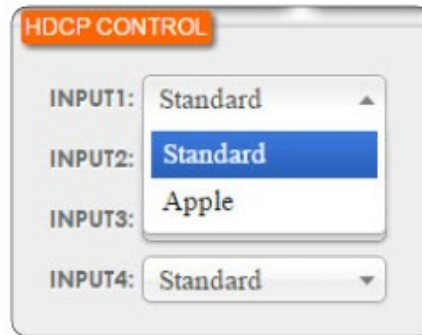 HDCP CONTROL
INPUT1: Standard
INPUT2: Standard
INPUT3: Apple
INPUT4: Standard